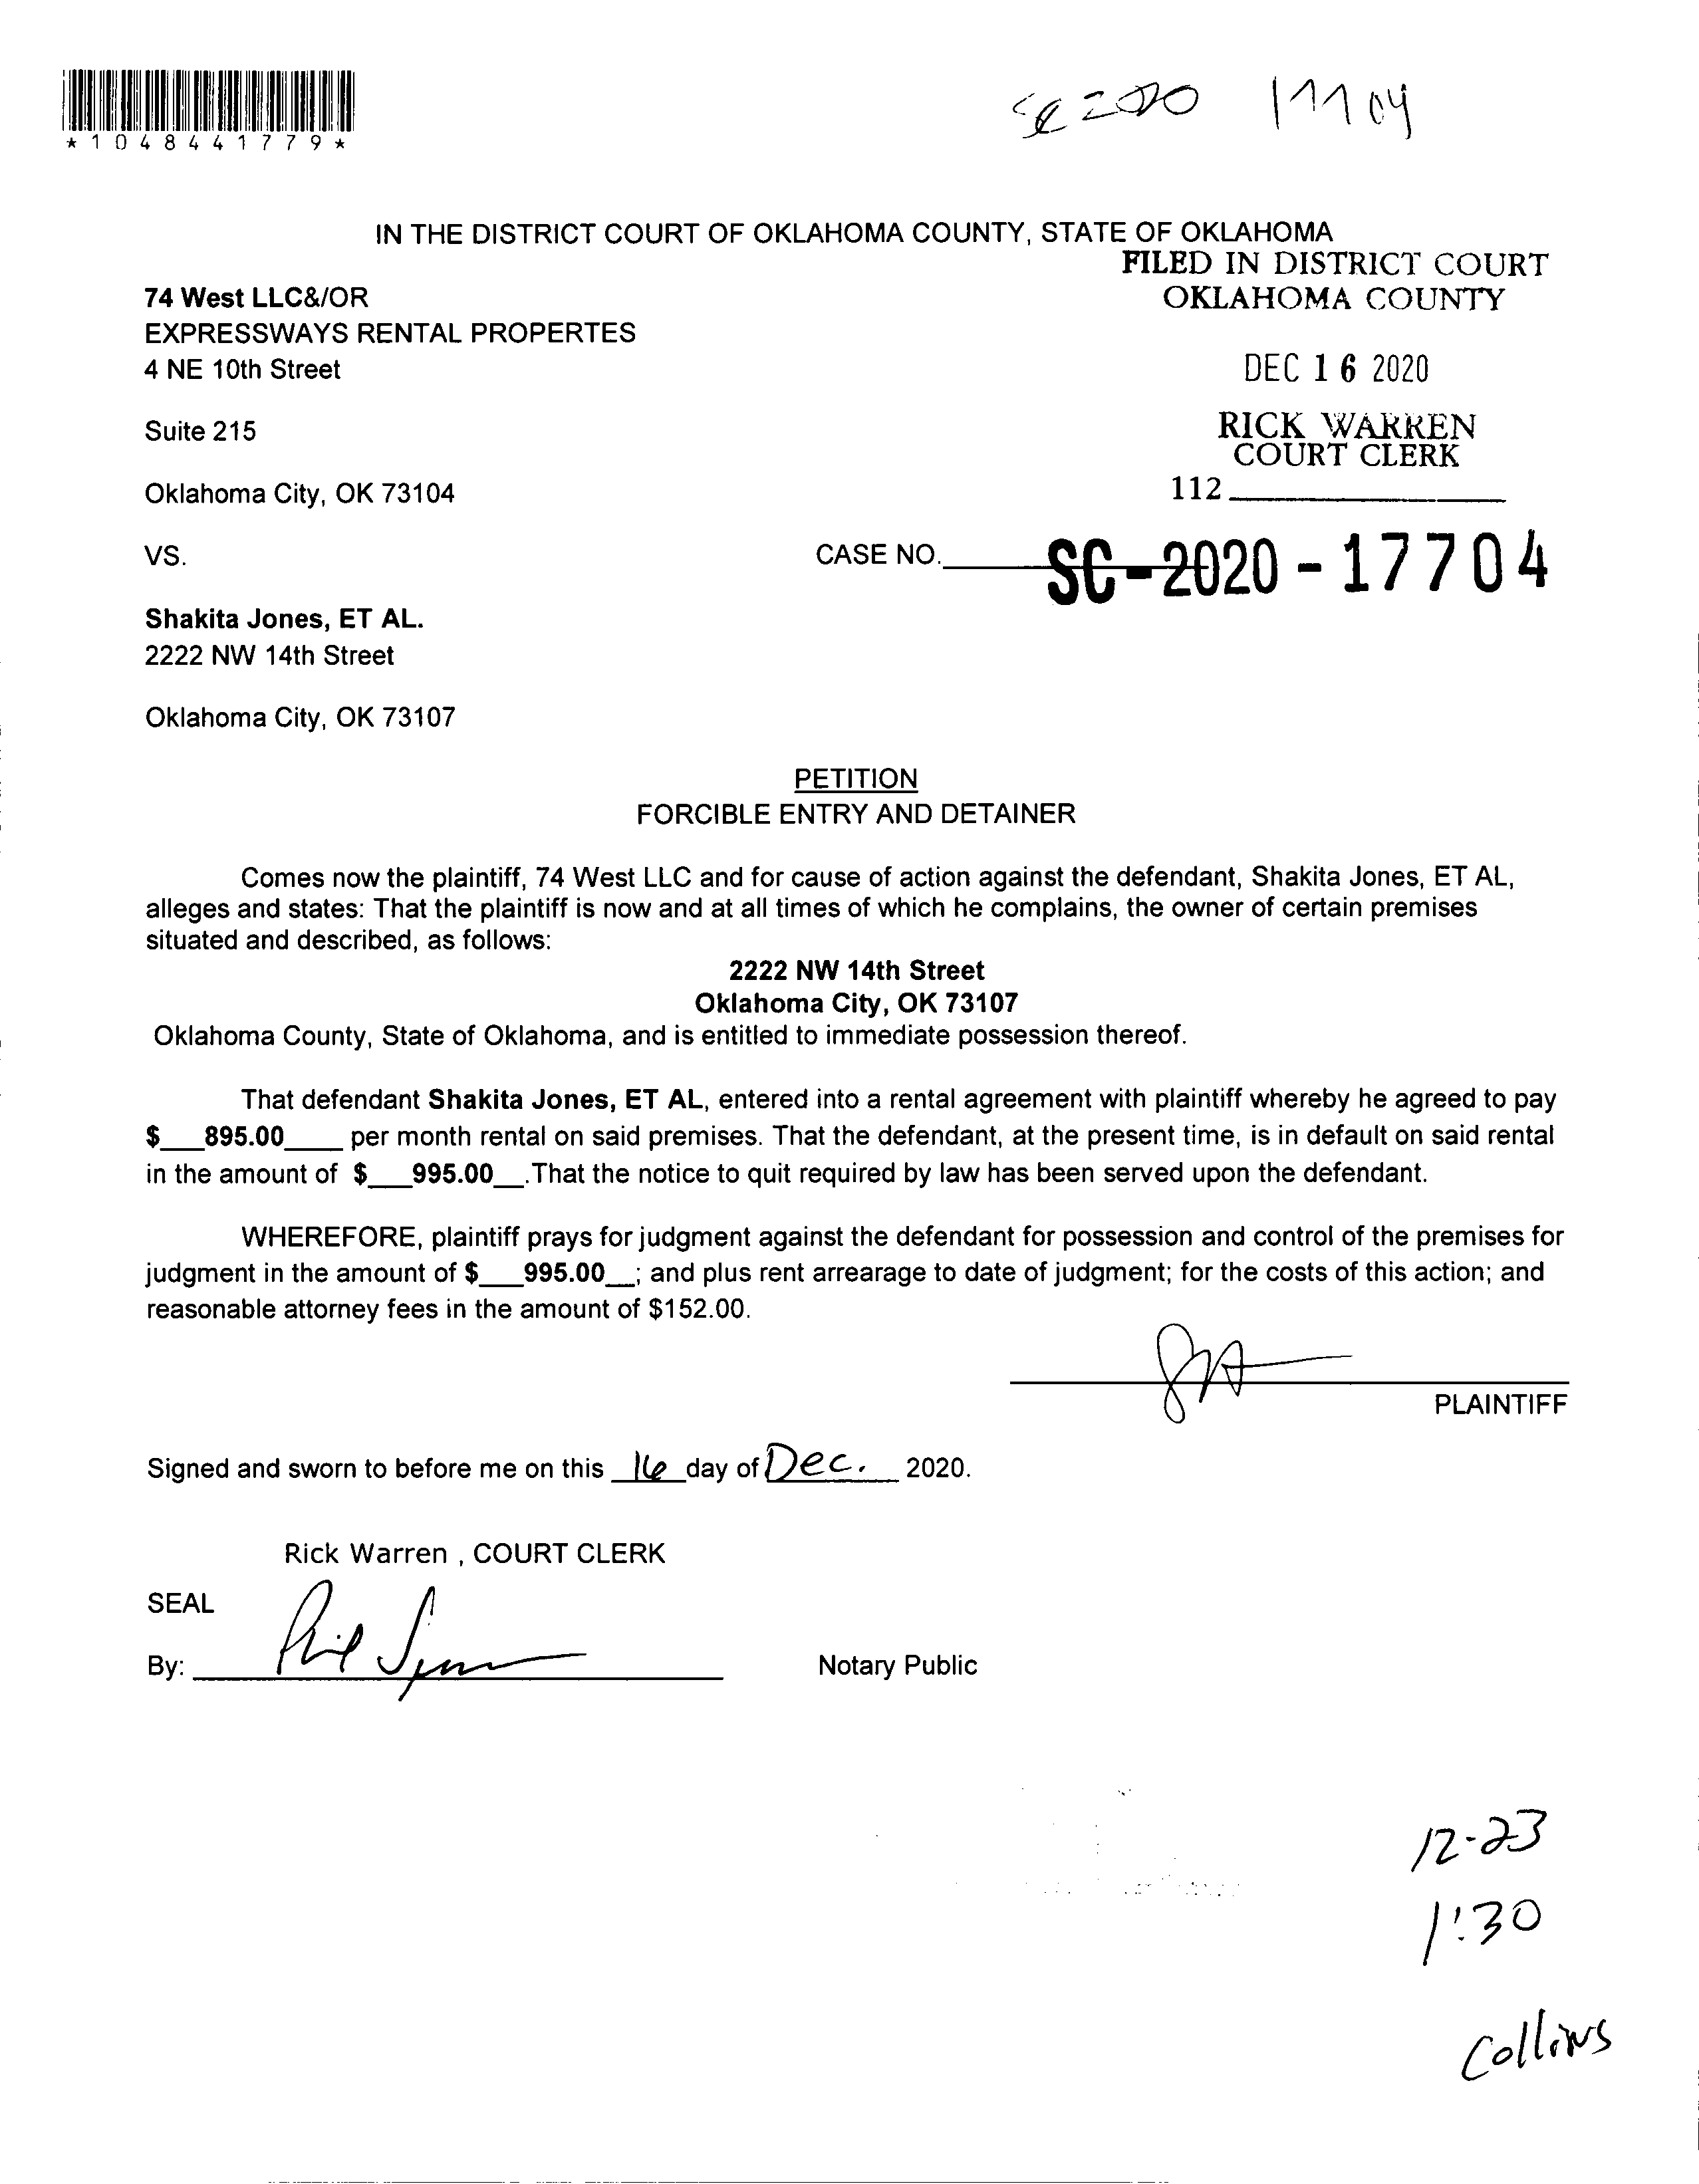 *1048441779*
SC 2020 17704
IN THE DISTRICT COURT OF OKLAHOMA COUNTY, STATE OF OKLAHOMA
FILED IN DISTRICT COURT
OKLAHOMA COUNTY
74 West LLC&/OR
EXPRESSWAYS RENTAL PROPERTES
4 NE 10th Street
DEC 16 2020
Suite 215
RICK WARREN
COURT CLERK
Oklahoma City, OK 73104
112
VS.
CASE NO. SC-2020-17704
Shakita Jones, ET AL.
2222 NW 14th Street
Oklahoma City, OK 73107
PETITION
FORCIBLE ENTRY AND DETAINER
Comes now the plaintiff, 74 West LLC and for cause of action against the defendant, Shakita Jones, ET AL,
alleges and states: That the plaintiff is now and at all times of which he complains, the owner of certain premises
situated and described, as follows:
2222 NW 14th Street
Oklahoma City, OK 73107
Oklahoma County, State of Oklahoma, and is entitled to immediate possession thereof.
That defendant Shakita Jones, ET AL, entered into a rental agreement with plaintiff whereby he agreed to pay
$___895.00____ per month rental on said premises. That the defendant, at the present time, is in default on said rental
in the amount of $___995.00__.That the notice to quit required by law has been served upon the defendant.
WHEREFORE, plaintiff prays for judgment against the defendant for possession and control of the premises for
judgment in the amount of $___995.00__; and plus rent arrearage to date of judgment; for the costs of this action; and
reasonable attorney fees in the amount of $152.00.
PLAINTIFF
Signed and sworn to before me on this 16 day of Dec. 2020.
Rick Warren , COURT CLERK
SEAL
By:
Notary Public
12-23
1:30
Collins